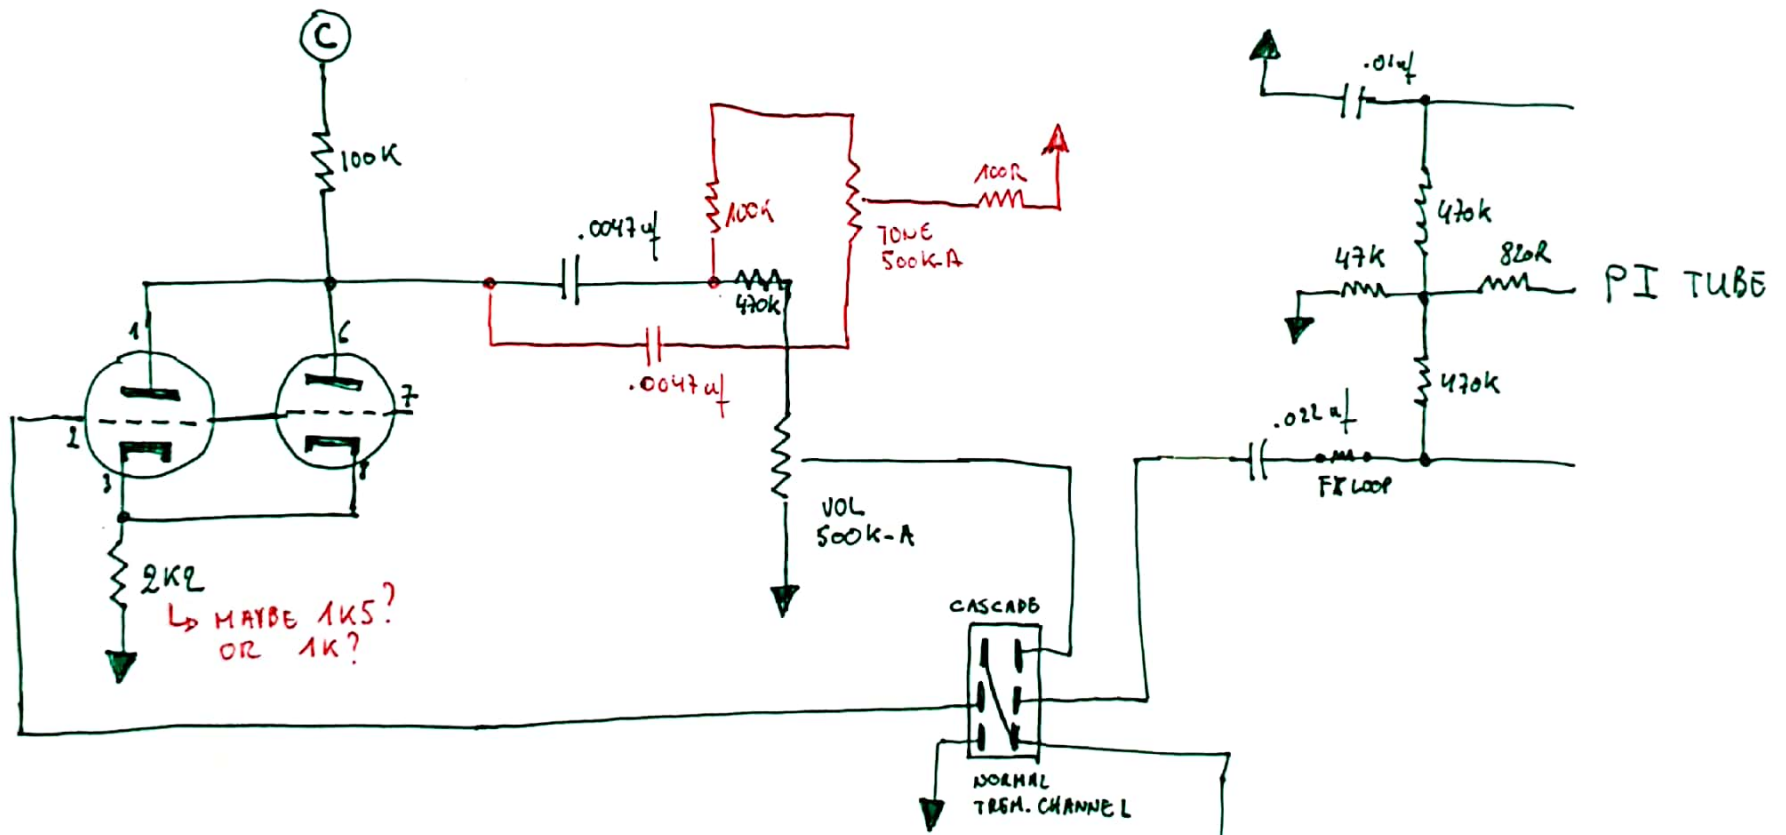 C
.01uf
100K
100K
100R
.0047uf
TONE
500K-A
470K
470K
47K
820R
PI TUBE
1
6
.0047uf
470K
7
2
.022uf
3
8
FX LOOP
VOL
500K-A
2K2
↳ MAYBE 1K5?
OR 1K?
CASCADE
NORMAL
TREM. CHANNEL